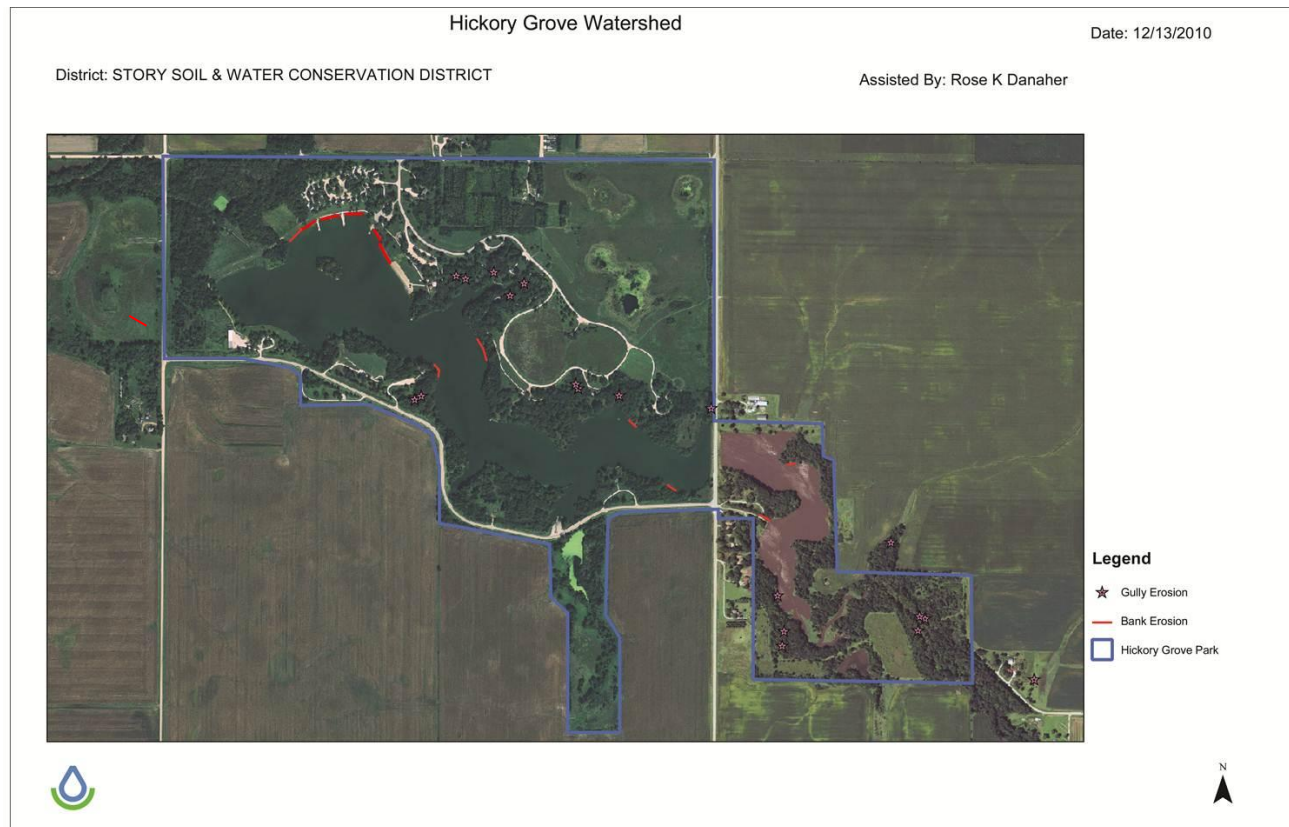 Hickory Grove Watershed
Date: 12/13/2010
District: STORY SOIL & WATER CONSERVATION DISTRICT
Assisted By: Rose K Danaher
Legend
Gully Erosion
Bank Erosion
Hickory Grove Park
N